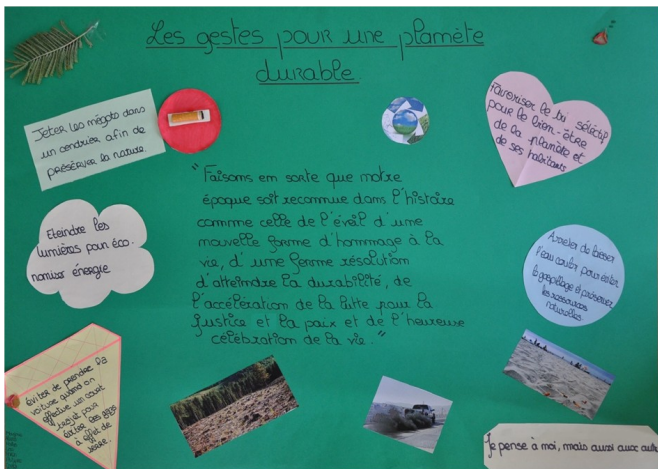 Les gestes pour une planète
durable.
Jeter les mégots dans
un cendrier afin de
préserver la nature.
Favoriser le tri sélectif
pour le bien-être
de la planète et
de ses habitants
"Faisons en sorte que notre
époque soit reconnue dans l'histoire
comme celle de l'éveil d'une
nouvelle forme d'hommage à la
vie, d'une ferme résolution
d'atteindre la durabilité, de
l'accélération de la lutte pour la
justice et la paix et de l'heureuse
célébration de la vie."
Eteindre les
lumières pour éco-
nomiser énergie
Arreter de laisser
l'eau couler pour éviter
le gaspillage et préserver
les ressources
naturelles.
éviter de prendre la
voiture quand on
effectue un court
trajet pour
éviter les gaz
à effet de
serre.
Je pense à moi, mais aussi aux autres